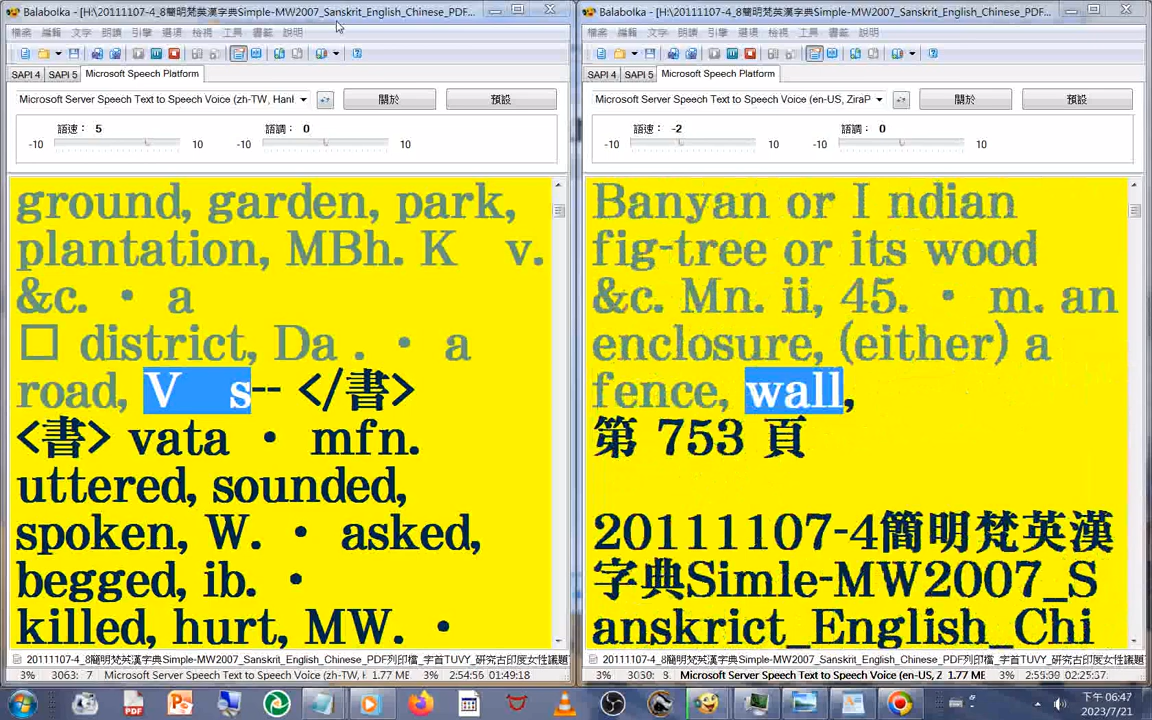 Balabolka - [H:\20111107-4_8簡明梵英漢字典Simple-MW2007_Sanskrit_English_Chinese_PDF...
檔案 編輯 文字 朗讀 引擎 選項 檢視 工具 書籤 說明
SAPI 4 SAPI 5 Microsoft Speech Platform
Microsoft Server Speech Text to Speech Voice (zh-TW, Hanl 關於 預設
語速： 5 語調： 0
-10 10 -10 10
ground, garden, park,
plantation, MBh. K v.
&c. • a
□ district, Da . • a
road, V s-- </書>
<書> vata • mfn.
uttered, sounded,
spoken, W. • asked,
begged, ib. •
killed, hurt, MW. •
20111107-4_8簡明梵英漢字典Simple-MW2007_Sanskrit_English_Chinese_PDF列印檔_字首TUVY_研究古印度女性議題
3% 3063: 7 Microsoft Server Speech Text to Speech Voice (zh-TW, H 1.77 ME 3% 2:54:56 01:49:18
Balabolka - [H:\20111107-4_8簡明梵英漢字典Simple-MW2007_Sanskrit_English_Chinese_PDF...
檔案 編輯 文字 朗讀 引擎 選項 檢視 工具 書籤 說明
SAPI 4 SAPI 5 Microsoft Speech Platform
Microsoft Server Speech Text to Speech Voice (en-US, ZiraP 關於 預設
語速： -2 語調： 0
-10 10 -10 10
Banyan or I ndian
fig-tree or its wood
&c. Mn. ii, 45. • m. an
enclosure, (either) a
fence, wall,
第 753 頁
20111107-4簡明梵英漢
字典Simle-MW2007_S
anskrict_English_Chi
20111107-4_8簡明梵英漢字典Simple-MW2007_Sanskrit_English_Chinese_PDF列印檔_字首TUVY_研究古印度女性議題
3% Microsoft Server Speech Text to Speech Voice (en-US, Z 1.77 ME 3% 02:25:37
下午 06:47
2023/7/21